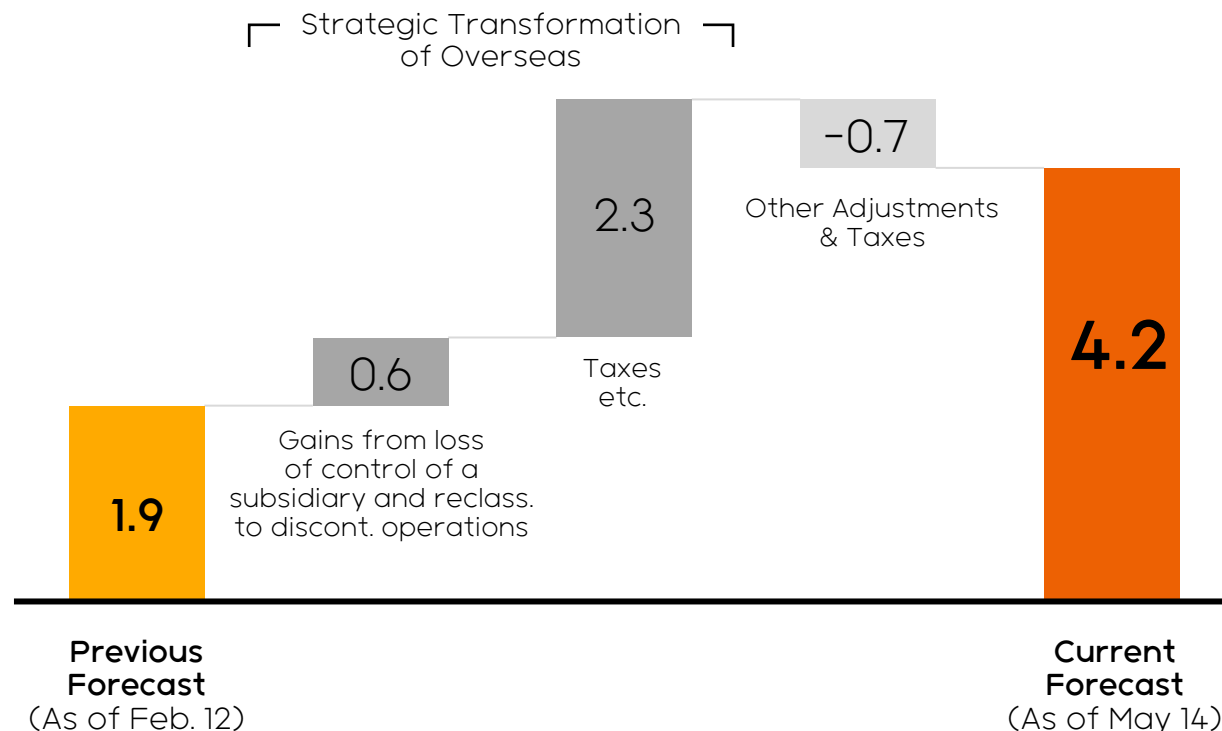 Strategic Transformation
of Overseas
-0.7
2.3
Other Adjustments
& Taxes
4.2
0.6
Taxes
etc.
Gains from loss
of control of a
subsidiary and reclass.
to discont. operations
1.9
Previous
Forecast
(As of Feb. 12)
Current
Forecast
(As of May 14)